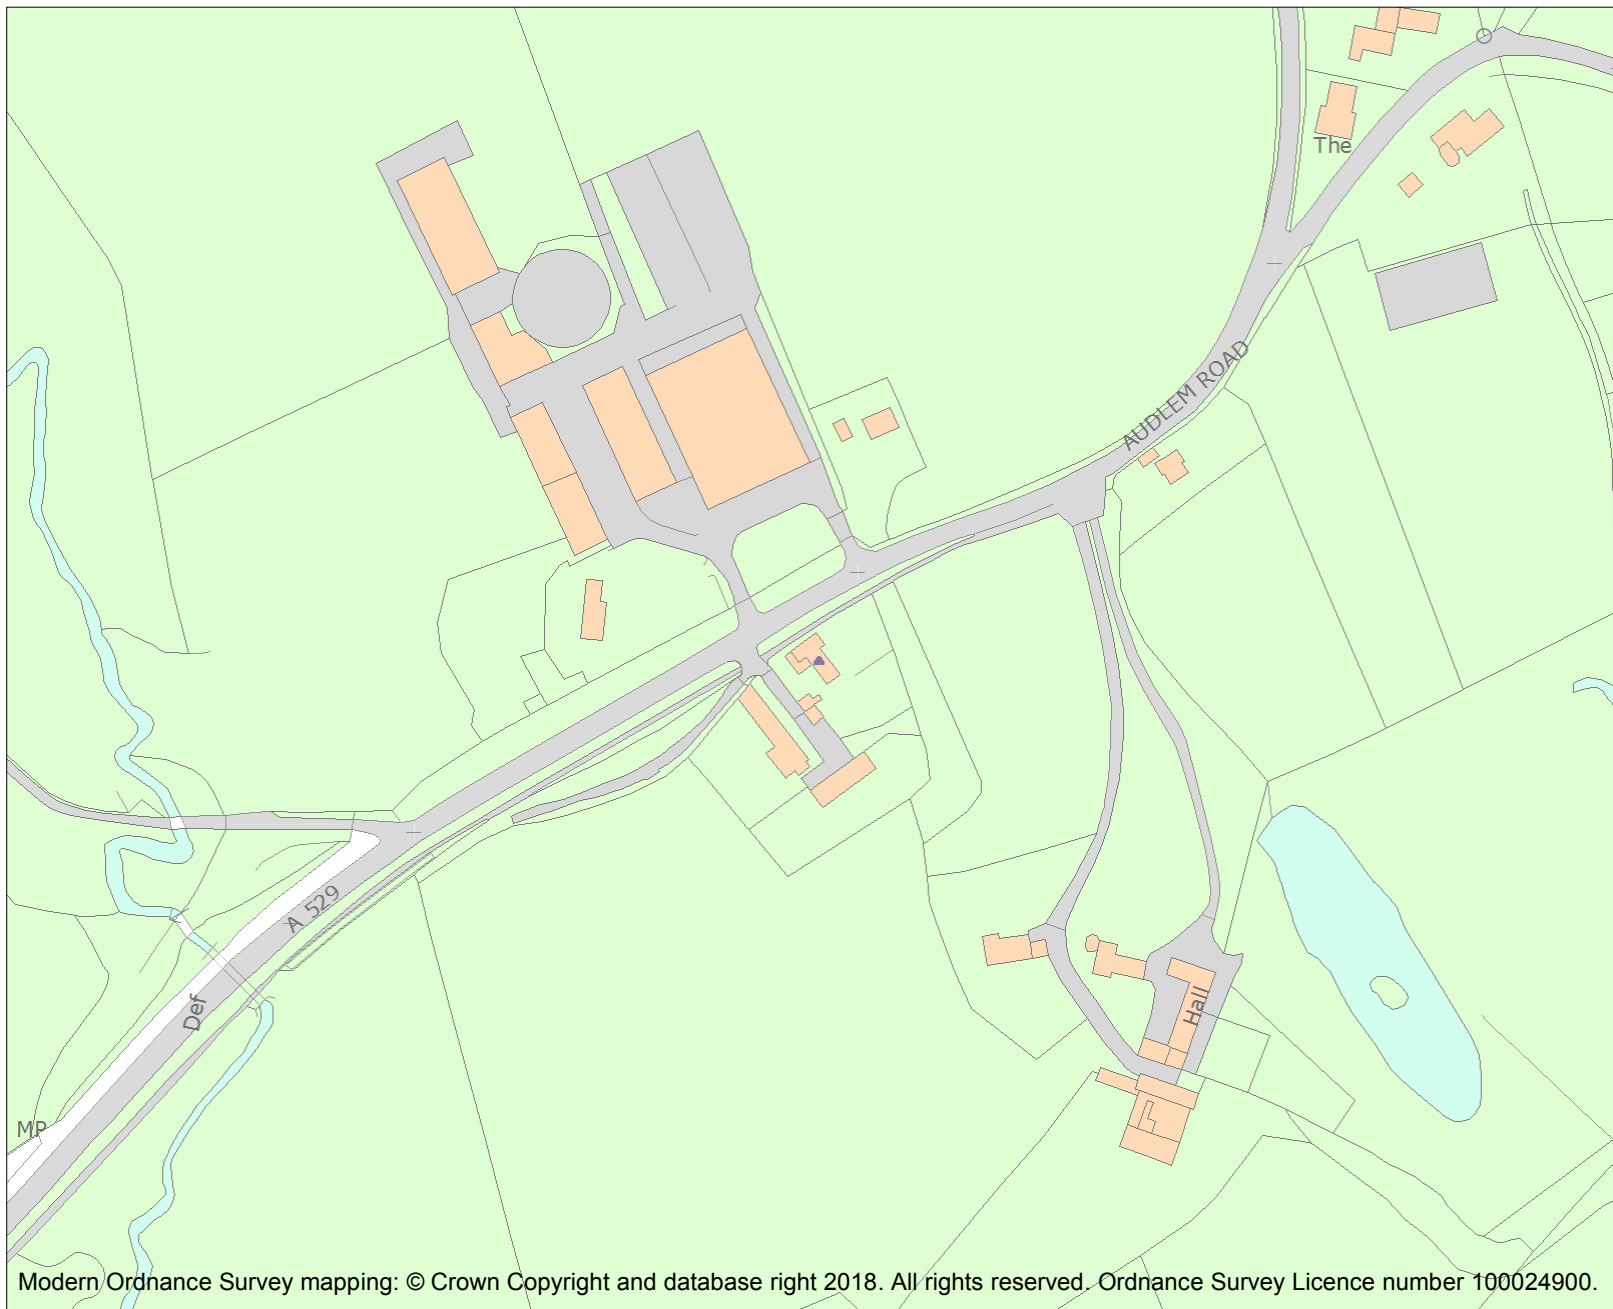 The
AUDLEM ROAD
A 529
Def
Hall
MP
Modern Ordnance Survey mapping: © Crown Copyright and database right 2018. All rights reserved. Ordnance Survey Licence number 100024900.